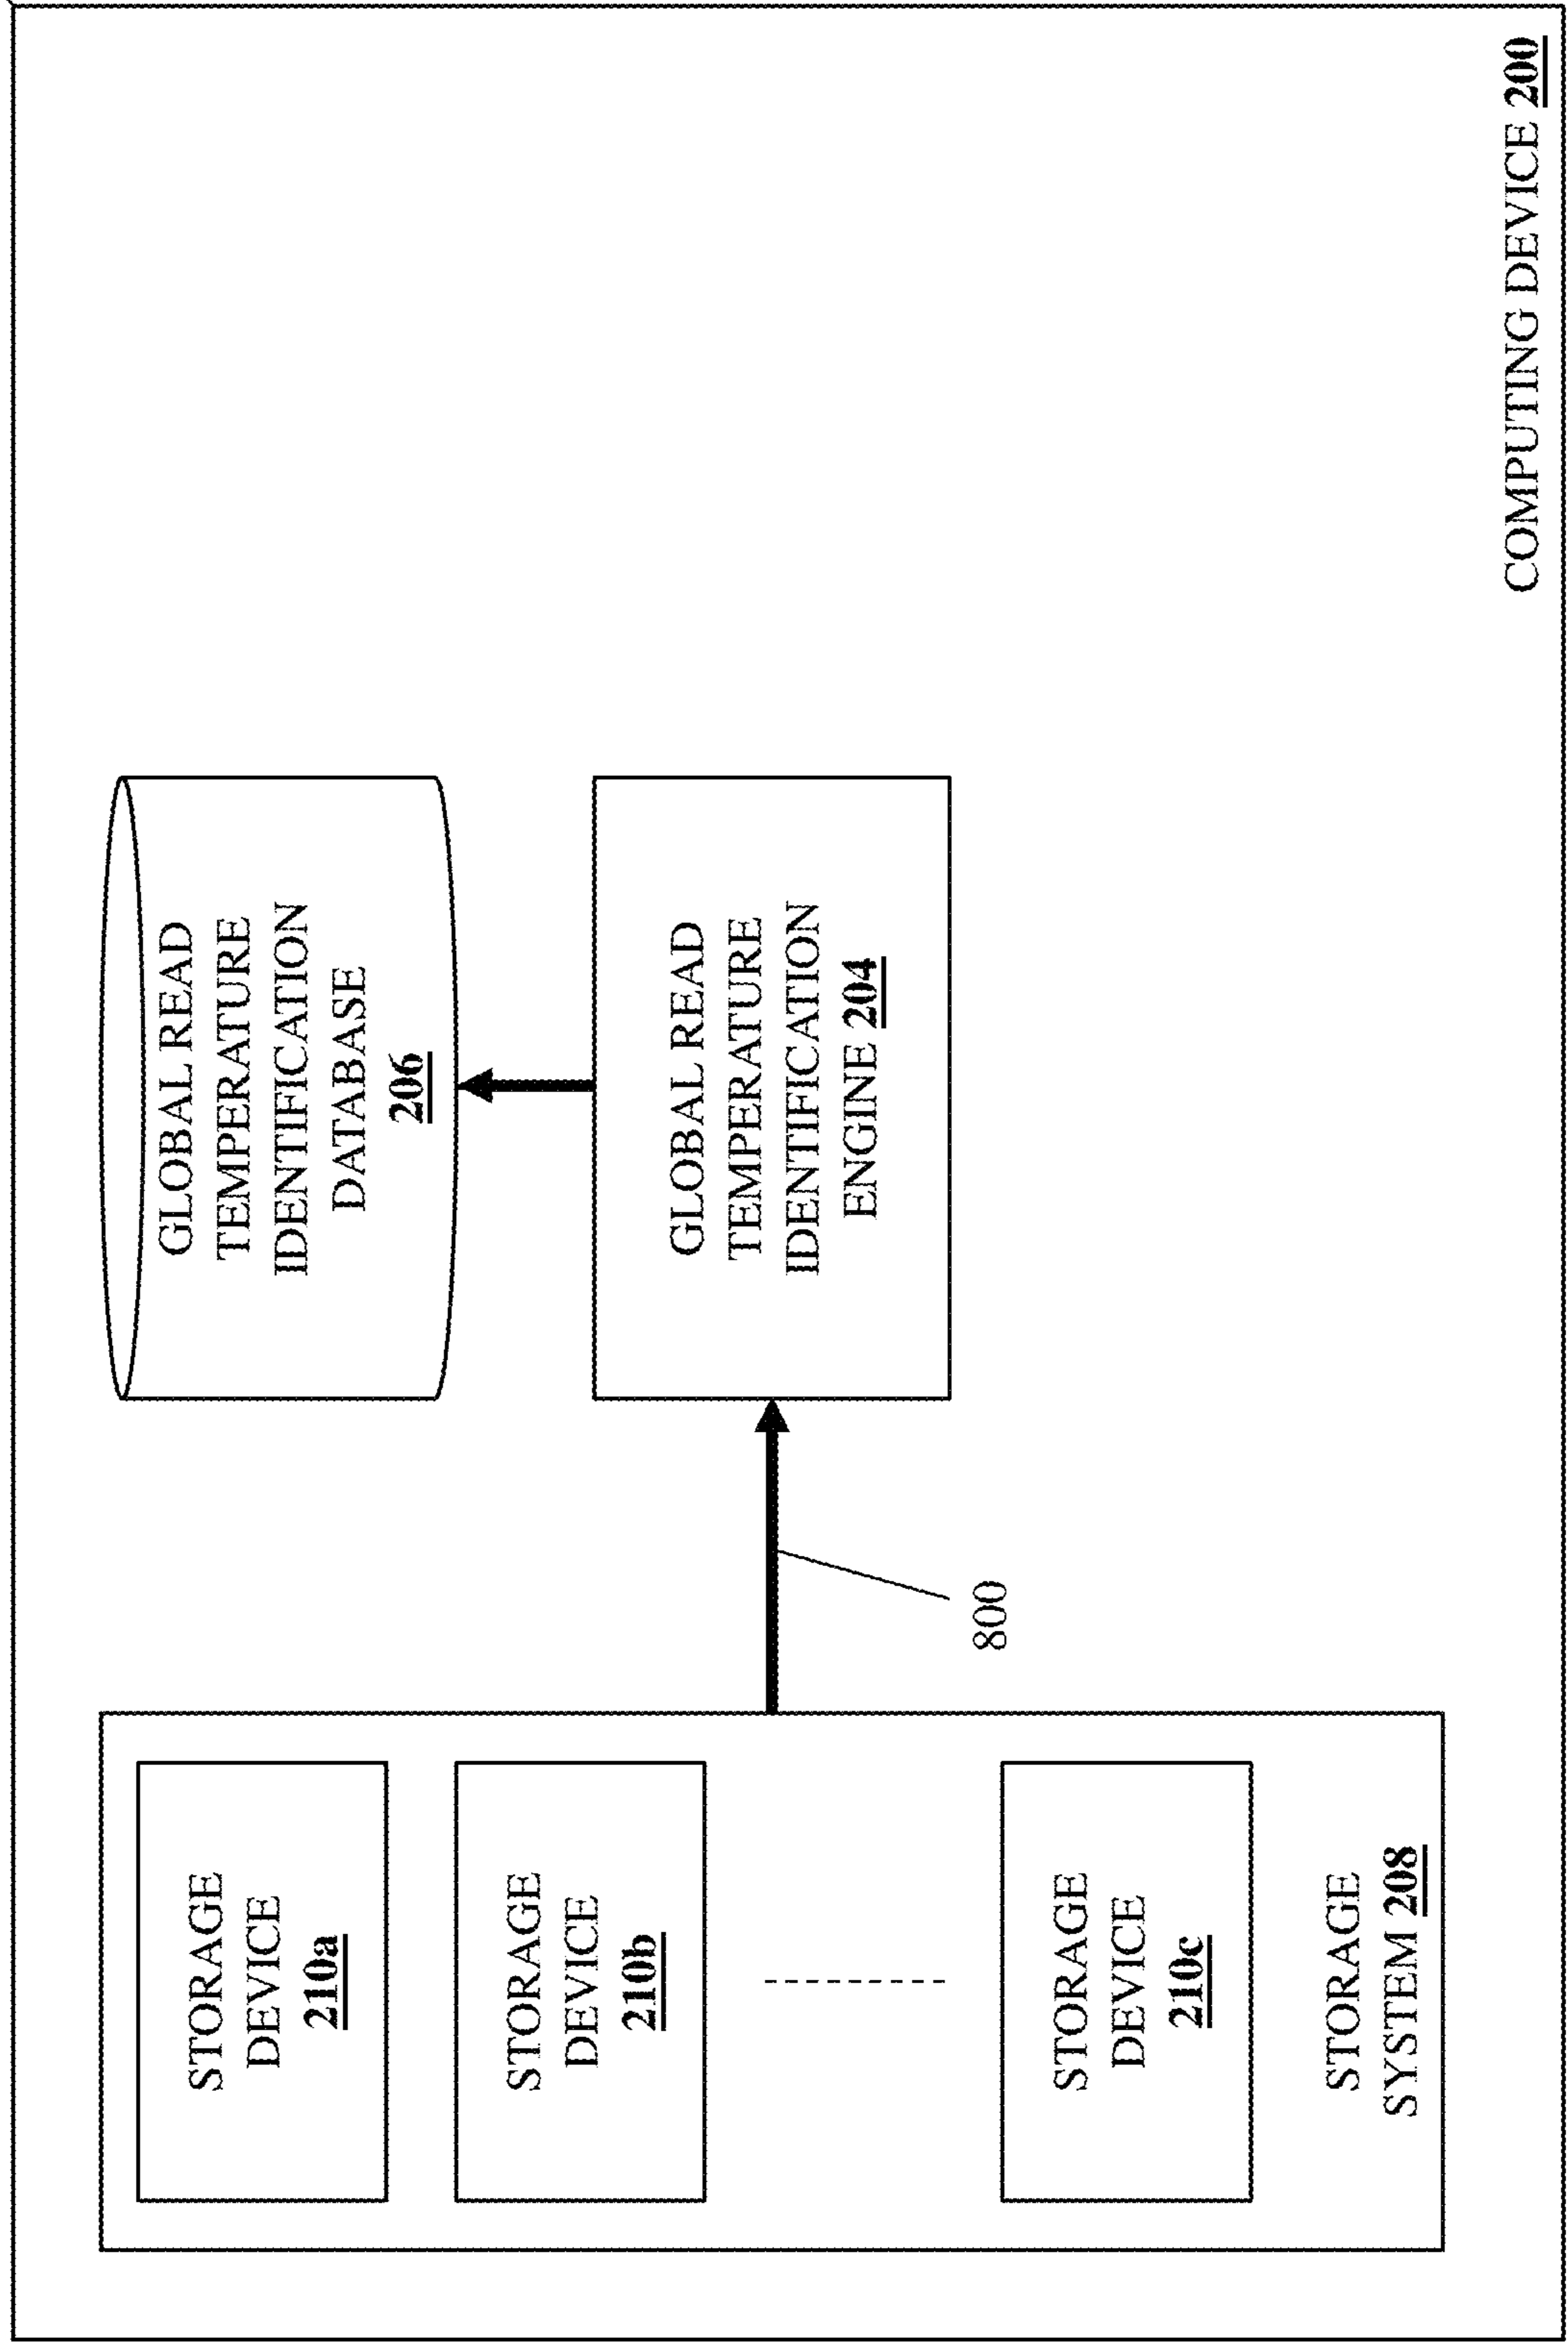 STORAGE
DEVICE
210a
STORAGE
DEVICE
210b
STORAGE
DEVICE
210c
STORAGE
SYSTEM 208
800
GLOBAL READ
TEMPERATURE
IDENTIFICATION
DATABASE
206
GLOBAL READ
TEMPERATURE
IDENTIFICATION
ENGINE 204
COMPUTING DEVICE 200